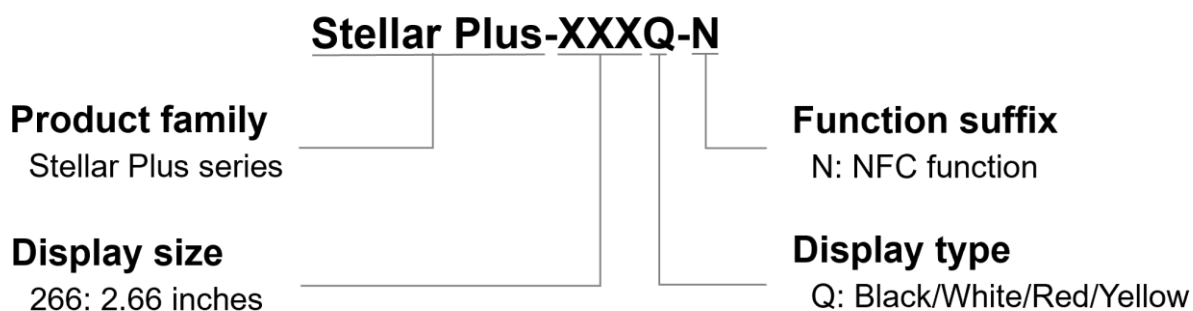 Stellar Plus-XXXQ-N
Product family
Stellar Plus series
Function suffix
N: NFC function
Display size
266: 2.66 inches
Display type
Q: Black/White/Red/Yellow